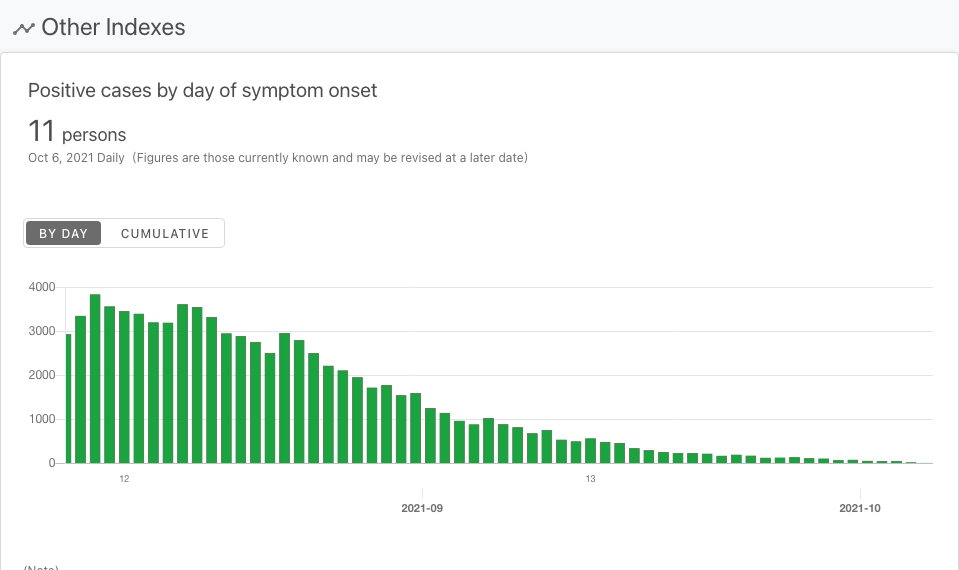 Other Indexes
Positive cases by day of symptom onset
11 persons
Oct 6, 2021 Daily (Figures are those currently known and may be revised at a later date)
BY DAY CUMULATIVE
4000
3000
2000
1000
0
12 13
2021-09 2021-10
(Note)